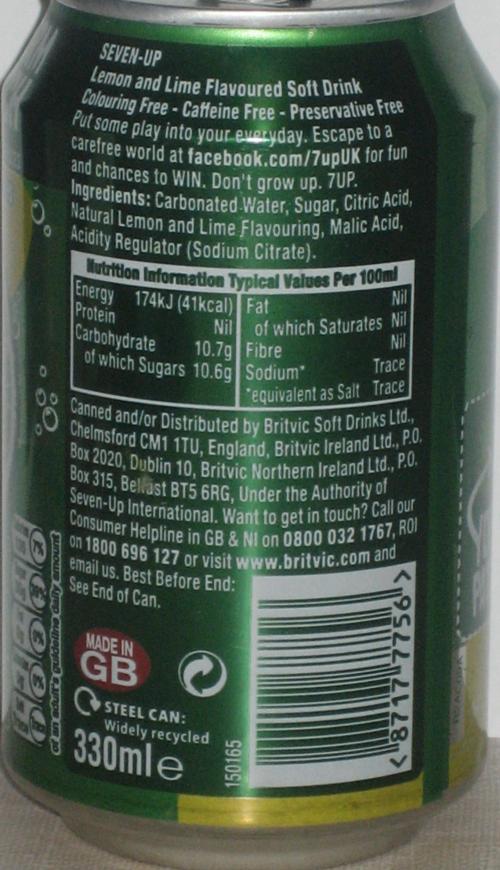 SEVEN-UP
Lemon and Lime Flavoured Soft Drink
Colouring Free - Caffeine Free - Preservative Free
Put some play into your everyday. Escape to a
carefree world at facebook.com/7upUK for fun
and chances to WIN. Don't grow up. 7UP.
Ingredients: Carbonated Water, Sugar, Citric Acid,
Natural Lemon and Lime Flavouring, Malic Acid,
Acidity Regulator (Sodium Citrate).
Nutrition Information Typical Values Per 100ml
Energy 174kJ (41kcal)
Protein Nil
Carbohydrate 10.7g
of which Sugars 10.6g
Fat Nil
of which Saturates Nil
Fibre Nil
Sodium* Trace
*equivalent as Salt Trace
Canned and/or Distributed by Britvic Soft Drinks Ltd.,
Chelmsford CM1 1TU, England, Britvic Ireland Ltd., P.O.
Box 2020, Dublin 10, Britvic Northern Ireland Ltd., P.O.
Box 315, Belfast BT5 6RG, Under the Authority of
Seven-Up International. Want to get in touch? Call our
Consumer Helpline in GB & NI on 0800 032 1767, ROI
on 1800 696 127 or visit www.britvic.com and
email us. Best Before End:
See End of Can.
MADE IN
GB
STEEL CAN:
Widely recycled
330ml e
150165
<"8717"7756">
of an adult's guideline daily amount